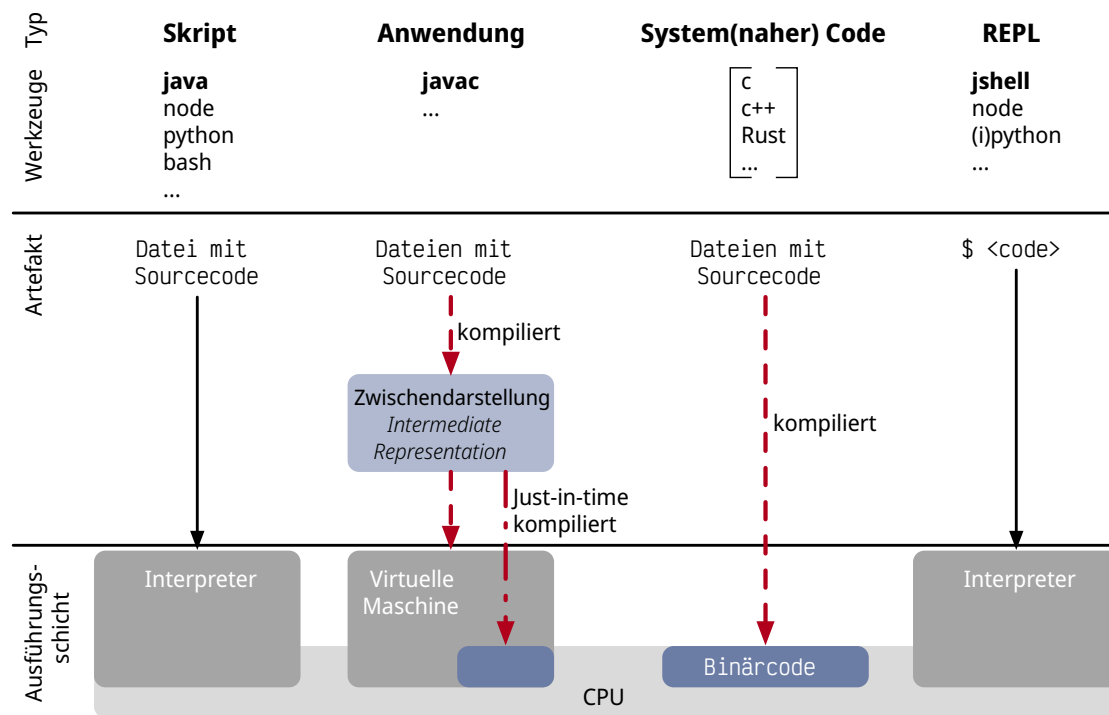 Typ
Skript
Anwendung
System(naher) Code
REPL
Werkzeuge
java
node
python
bash
...
javac
...
c
c++
Rust
...
jshell
node
(i)python
...
Artefakt
Datei mit
Sourcecode
Dateien mit
Sourcecode
kompiliert
Zwischendarstellung
Intermediate
Representation
Just-in-time
kompiliert
Dateien mit
Sourcecode
kompiliert
$ <code>
Ausführungs-
schicht
Interpreter
Virtuelle
Maschine
Binärcode
Interpreter
CPU